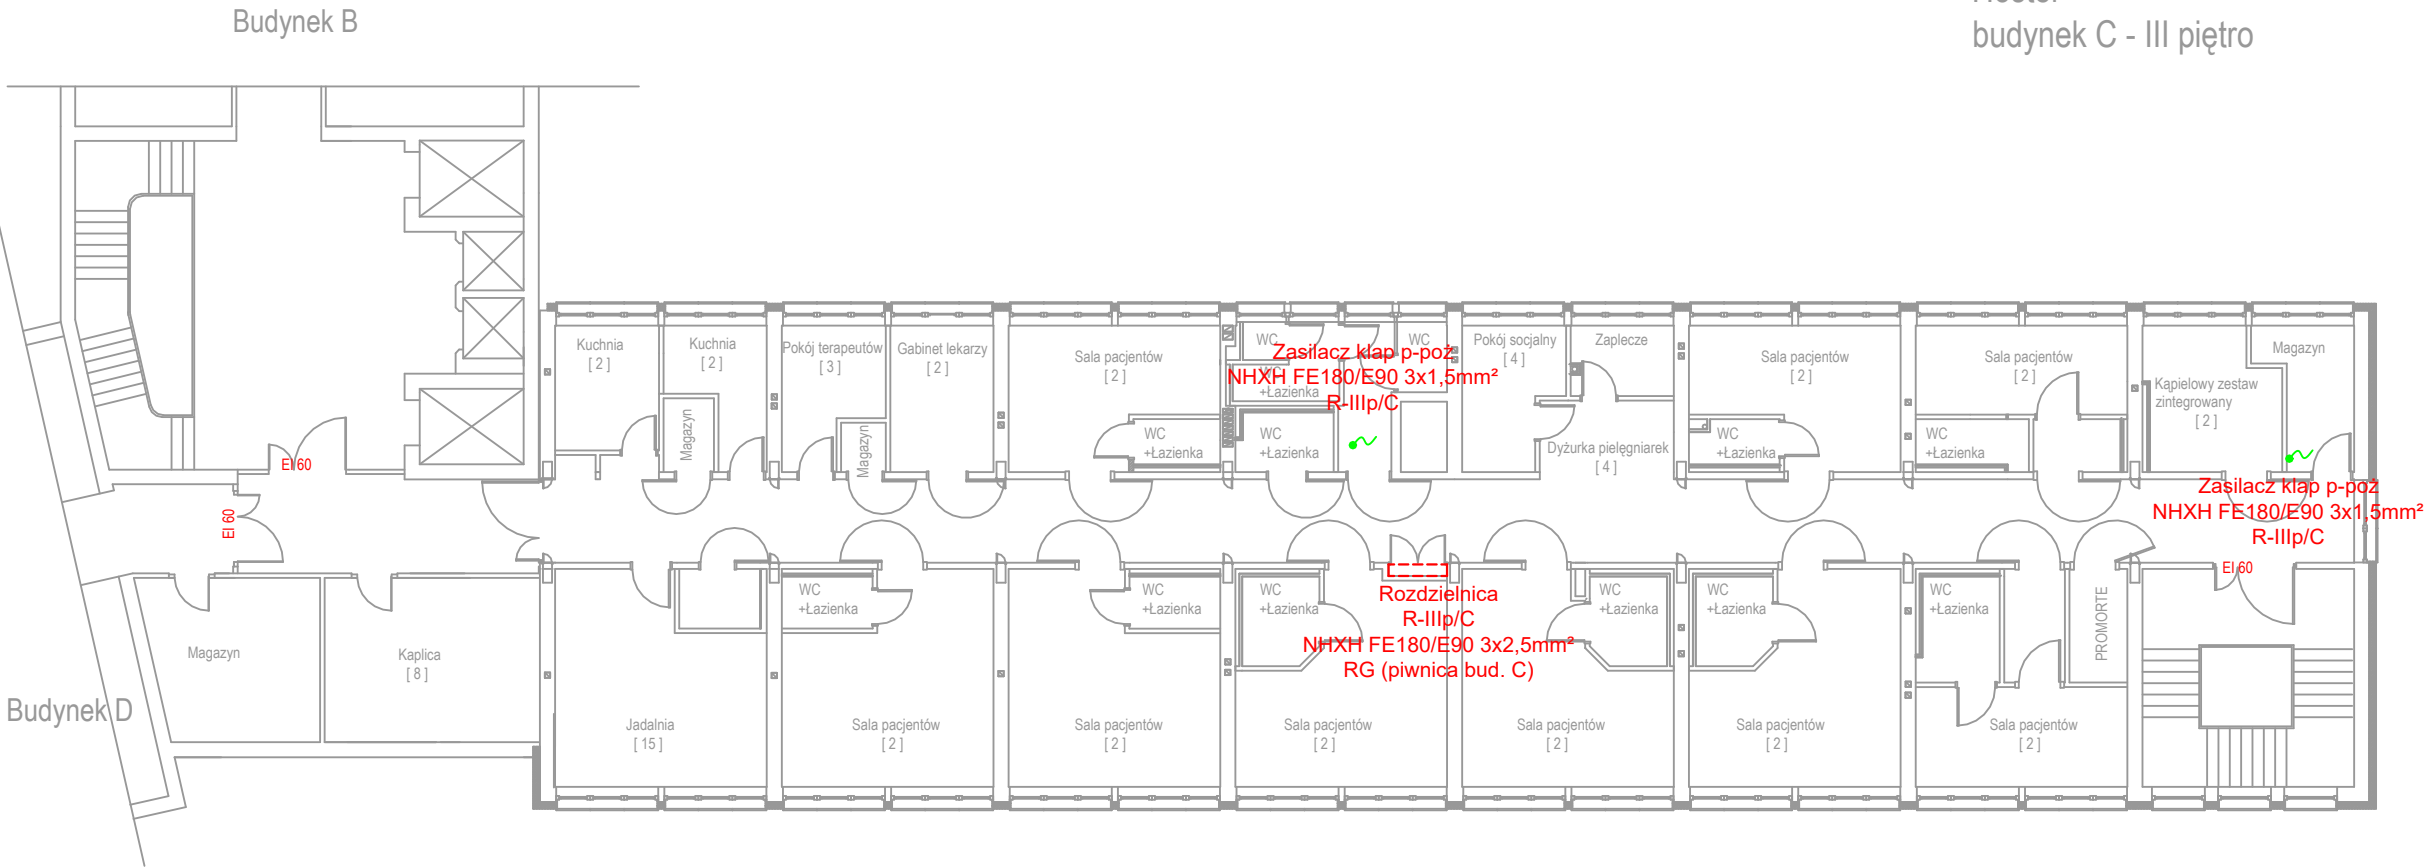 Budynek B
budynek C - III piętro
Kuchnia
[ 2 ]
Kuchnia
[ 2 ]
Magazyn
Pokój terapeutów
[ 3 ]
Magazyn
Gabinet lekarzy
[ 2 ]
Sala pacjentów
[ 2 ]
WC
+Łazienka
WC
WC
WC
+Łazienka
Zasilacz klap p-poż
NHXH FE180/E90 3x1,5mm²
R-IIIp/C
WC
+Łazienka
Pokój socjalny
[ 4 ]
Zaplecze
Dyżurka pielęgniarek
[ 4 ]
Sala pacjentów
[ 2 ]
WC
+Łazienka
Sala pacjentów
[ 2 ]
WC
+Łazienka
Kąpielowy zestaw
zintegrowany
[ 2 ]
Magazyn
Zasilacz klap p-poż
NHXH FE180/E90 3x1,5mm²
R-IIIp/C
EI 60
EI 60
EI 60
Magazyn
Kaplica
[ 8 ]
Budynek D
Jadalnia
[ 15 ]
WC
+Łazienka
Sala pacjentów
[ 2 ]
WC
+Łazienka
Sala pacjentów
[ 2 ]
WC
+Łazienka
Rozdzielnica
R-IIIp/C
NHXH FE180/E90 3x2,5mm²
RG (piwnica bud. C)
Sala pacjentów
[ 2 ]
WC
+Łazienka
Sala pacjentów
[ 2 ]
WC
+Łazienka
Sala pacjentów
[ 2 ]
WC
+Łazienka
Sala pacjentów
[ 2 ]
PROMORTE